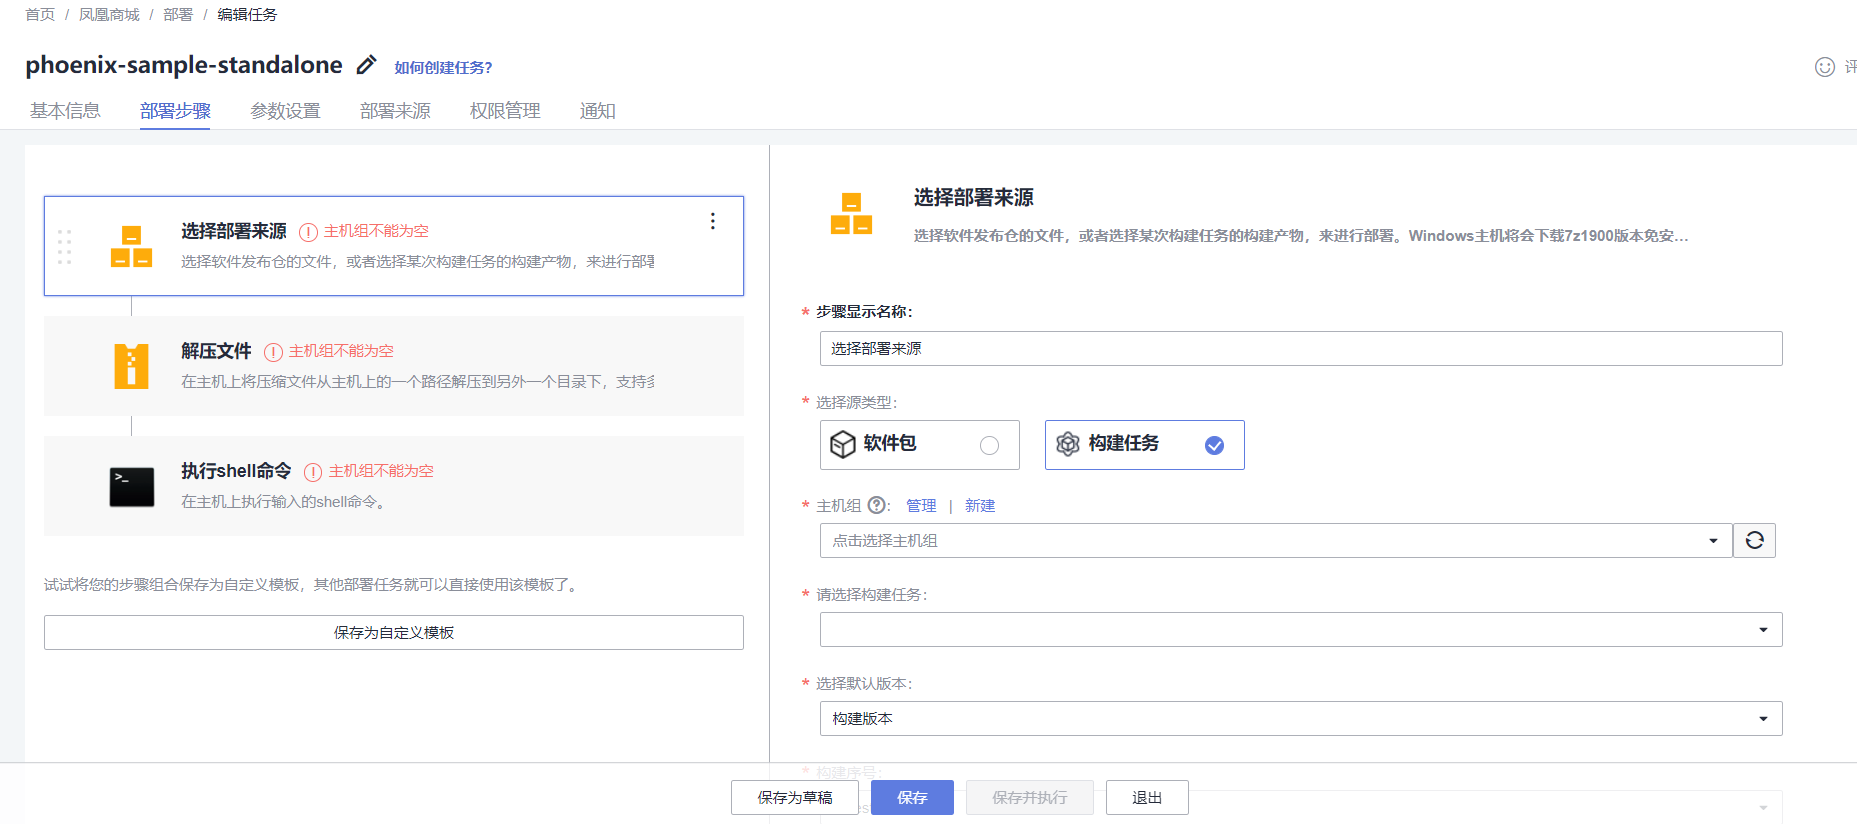 首页 / 凤凰商城 / 部署 / 编辑任务
phoenix-sample-standalone 如何创建任务?
评
基本信息 部署步骤 参数设置 部署来源 权限管理 通知
选择部署来源 主机组不能为空
选择软件发布仓的文件，或者选择某次构建任务的构建产物，来进行部署
解压文件 主机组不能为空
在主机上将压缩文件从主机上的一个路径解压到另外一个目录下，支持多
执行shell命令 主机组不能为空
在主机上执行输入的shell命令。
试试将您的步骤组合保存为自定义模板，其他部署任务就可以直接使用该模板了。
保存为自定义模板
选择部署来源
选择软件发布仓的文件，或者选择某次构建任务的构建产物，来进行部署。Windows主机将会下载7z1900版本免安...
* 步骤显示名称:
选择部署来源
* 选择源类型:
软件包 构建任务
* 主机组 ?: 管理 | 新建
点击选择主机组
* 请选择构建任务:
* 选择默认版本:
构建版本
* 构建序号:
保存为草稿 保存 保存并执行 退出